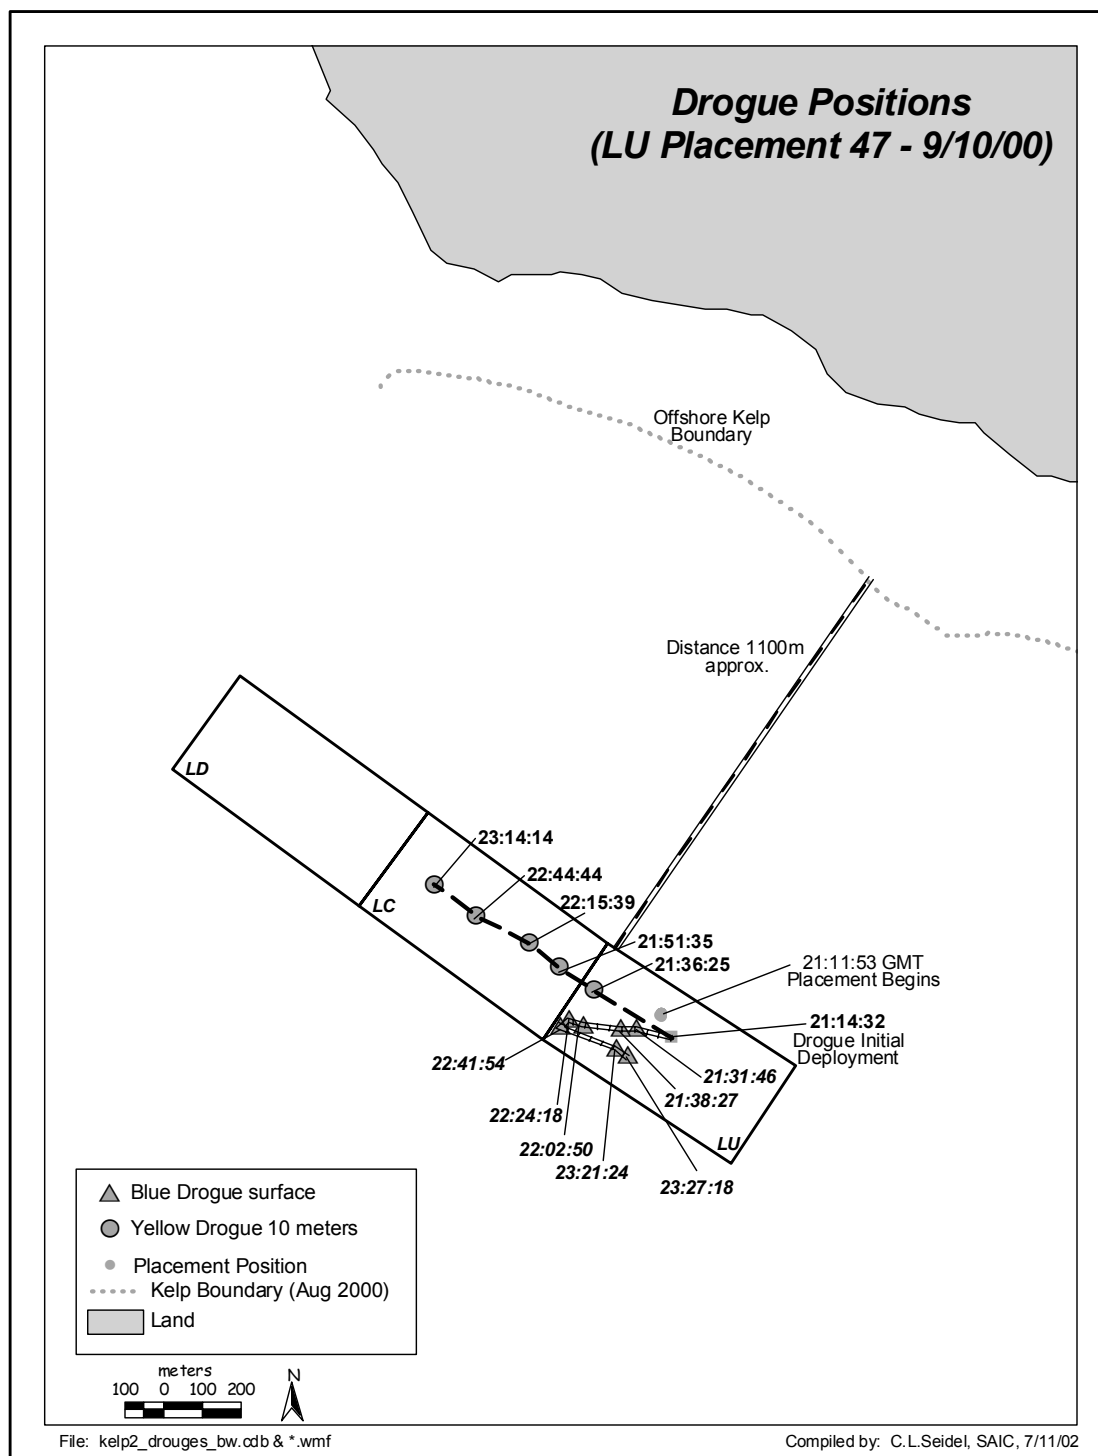 Drogue Positions
(LU Placement 47 - 9/10/00)
Offshore Kelp
Boundary
Distance 1100m
approx.
LD
23:14:14
22:44:44
LC
22:15:39
21:51:35
21:36:25
21:11:53 GMT
Placement Begins
21:14:32
Drogue Initial
Deployment
22:41:54
21:31:46
21:38:27
22:24:18
22:02:50
LU
23:21:24
23:27:18
Blue Drogue surface
Yellow Drogue 10 meters
Placement Position
Kelp Boundary (Aug 2000)
Land
meters
100 0 100 200
N
File: kelp2_drouges_bw.cdb & *.wmf
Compiled by: C.L.Seidel, SAIC, 7/11/02